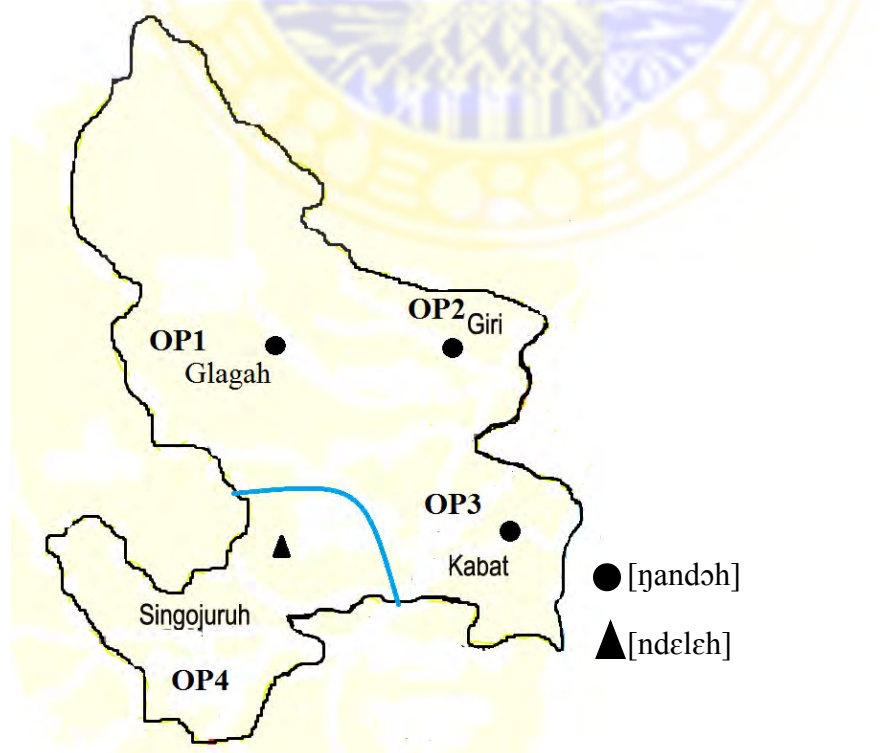 OP2
Giri
OP1
Glagah
OP3
Kabat
[ŋandɔh]
Singojuruh
[ndɛlɛh]
OP4